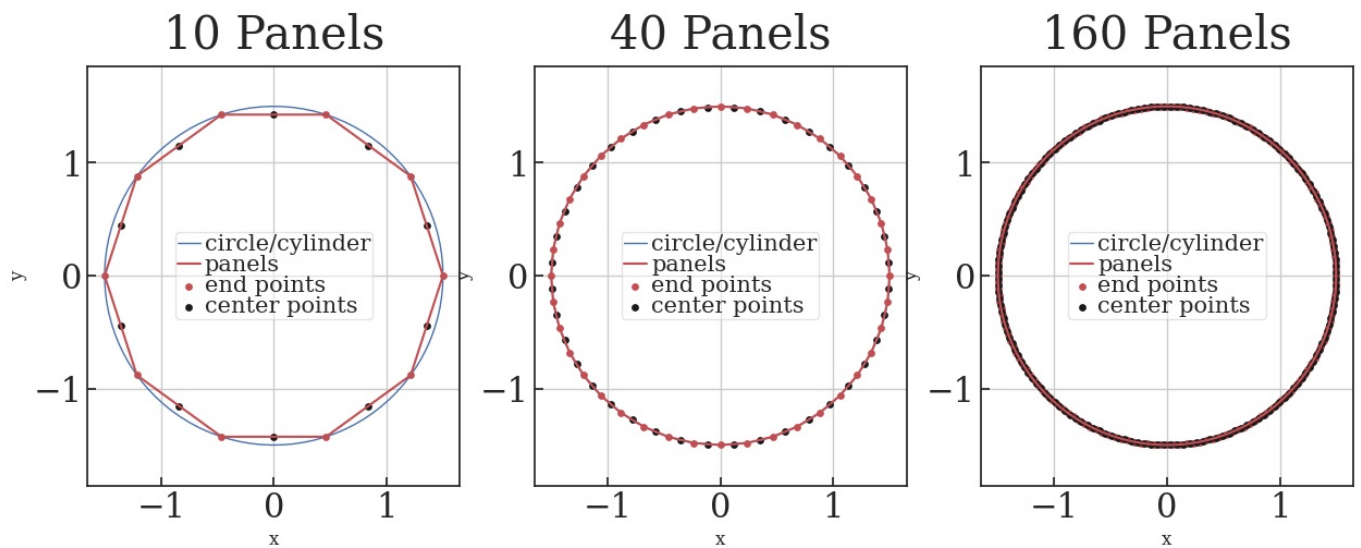 10 Panels
40 Panels
160 Panels
y
1
0
−1
−1
0
1
x
circle/cylinder
panels
end points
center points
y
1
0
−1
−1
0
1
x
circle/cylinder
panels
end points
center points
y
1
0
−1
−1
0
1
x
circle/cylinder
panels
end points
center points